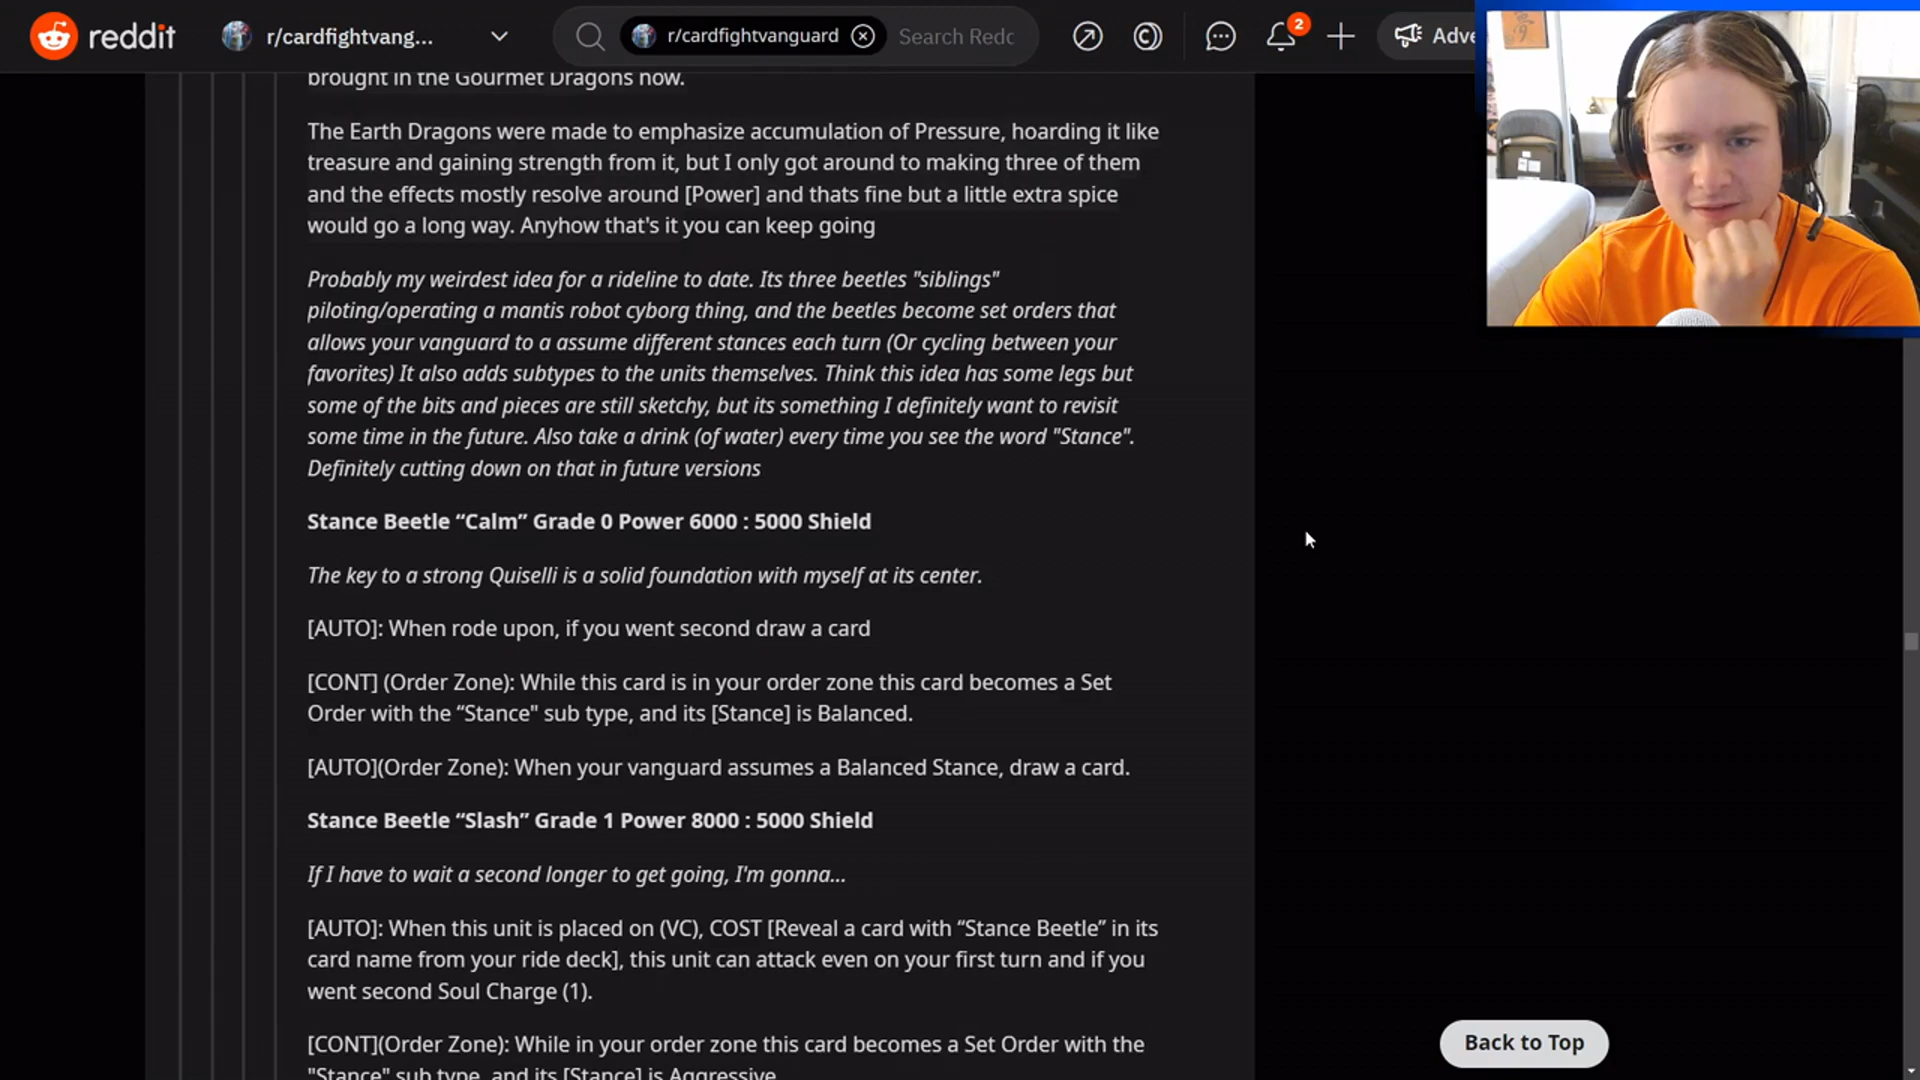 reddit
r/cardfightvang...
r/cardfightvanguard
Search Redc
2
Adve
brought in the Gourmet Dragons now.
The Earth Dragons were made to emphasize accumulation of Pressure, hoarding it like
treasure and gaining strength from it, but I only got around to making three of them
and the effects mostly resolve around [Power] and thats fine but a little extra spice
would go a long way. Anyhow that's it you can keep going
Probably my weirdest idea for a rideline to date. Its three beetles "siblings"
piloting/operating a mantis robot cyborg thing, and the beetles become set orders that
allows your vanguard to a assume different stances each turn (Or cycling between your
favorites) It also adds subtypes to the units themselves. Think this idea has some legs but
some of the bits and pieces are still sketchy, but its something I definitely want to revisit
some time in the future. Also take a drink (of water) every time you see the word "Stance".
Definitely cutting down on that in future versions
Stance Beetle “Calm” Grade 0 Power 6000 : 5000 Shield
The key to a strong Quiselli is a solid foundation with myself at its center.
[AUTO]: When rode upon, if you went second draw a card
[CONT] (Order Zone): While this card is in your order zone this card becomes a Set
Order with the “Stance" sub type, and its [Stance] is Balanced.
[AUTO](Order Zone): When your vanguard assumes a Balanced Stance, draw a card.
Stance Beetle “Slash” Grade 1 Power 8000 : 5000 Shield
If I have to wait a second longer to get going, I'm gonna...
[AUTO]: When this unit is placed on (VC), COST [Reveal a card with “Stance Beetle” in its
card name from your ride deck], this unit can attack even on your first turn and if you
went second Soul Charge (1).
[CONT](Order Zone): While in your order zone this card becomes a Set Order with the
"Stance" sub type, and its [Stance] is Aggressive
Back to Top